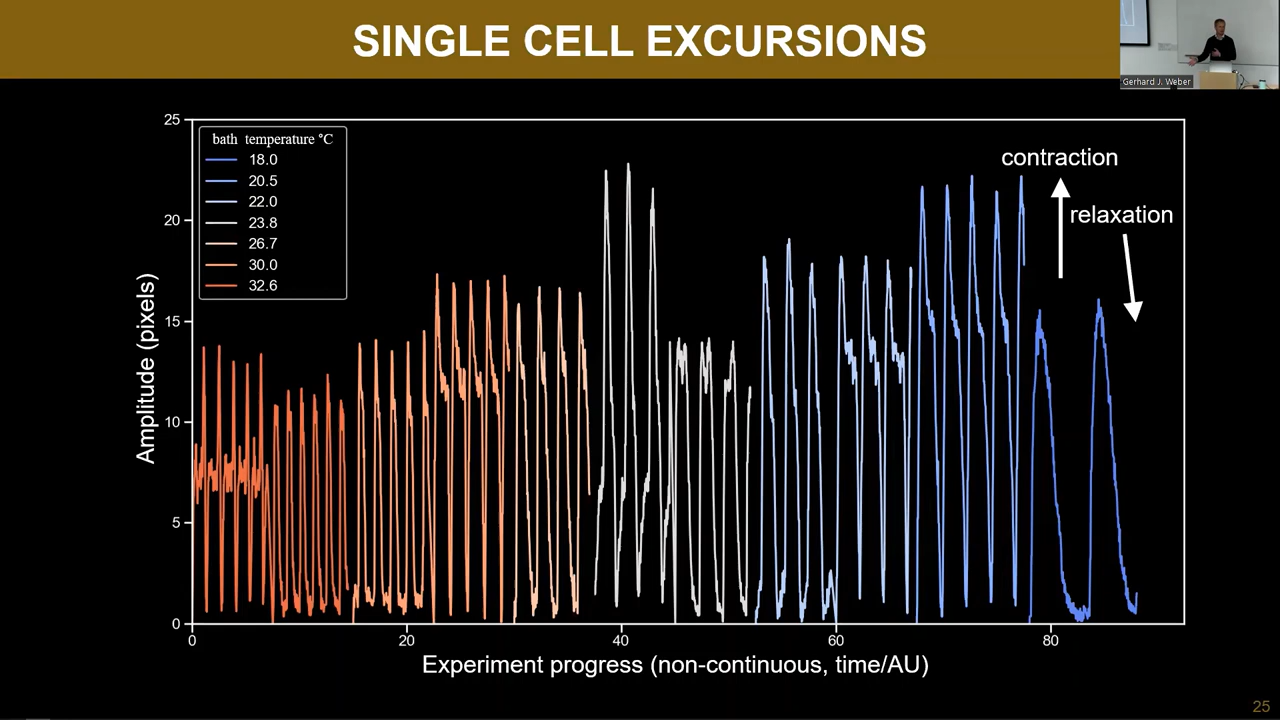 SINGLE CELL EXCURSIONS
Gerhard J. Weber
25
20
15
10
5
0
Amplitude (pixels)
bath temperature °C
18.0
20.5
22.0
23.8
26.7
30.0
32.6
contraction
relaxation
0 20 40 60 80
Experiment progress (non-continuous, time/AU)
25